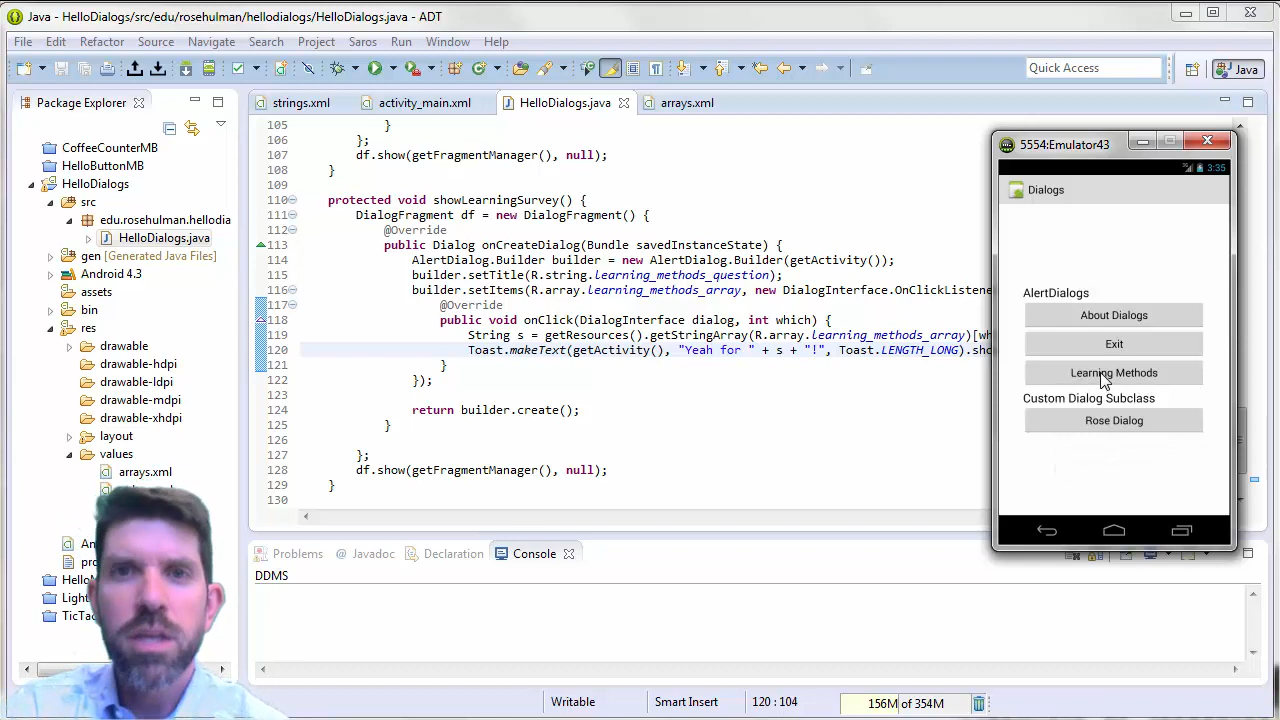 Java - HelloDialogs/src/edu/rosehulman/hellodialogs/HelloDialogs.java - ADT
File Edit Refactor Source Navigate Search Project Saros Run Window Help
Quick Access
Java
Package Explorer
CoffeeCounterMB
HelloButtonMB
HelloDialogs
src
edu.rosehulman.hellodia
HelloDialogs.java
gen [Generated Java Files]
Android 4.3
assets
bin
res
drawable
drawable-hdpi
drawable-ldpi
drawable-mdpi
drawable-xhdpi
layout
values
arrays.xml
An
pro
HelloM
Light
TicTac
strings.xml activity_main.xml HelloDialogs.java arrays.xml
105 }
106 };
107 df.show(getFragmentManager(), null);
108 }
109
110 protected void showLearningSurvey() {
111 DialogFragment df = new DialogFragment() {
112 @Override
113 public Dialog onCreateDialog(Bundle savedInstanceState) {
114 AlertDialog.Builder builder = new AlertDialog.Builder(getActivity());
115 builder.setTitle(R.string.learning_methods_question);
116 builder.setItems(R.array.learning_methods_array, new DialogInterface.OnClickListene
117 @Override
118 public void onClick(DialogInterface dialog, int which) {
119 String s = getResources().getStringArray(R.array.learning_methods_array)[wh
120 Toast.makeText(getActivity(), "Yeah for " + s + "!", Toast.LENGTH_LONG).sho
121 }
122 });
123
124 return builder.create();
125 }
126
127 };
128 df.show(getFragmentManager(), null);
129 }
130
5554:Emulator43
3:35
Dialogs
AlertDialogs
About Dialogs
Exit
Learning Methods
Custom Dialog Subclass
Rose Dialog
Problems Javadoc Declaration Console
DDMS
Writable Smart Insert 120 : 104 156M of 354M